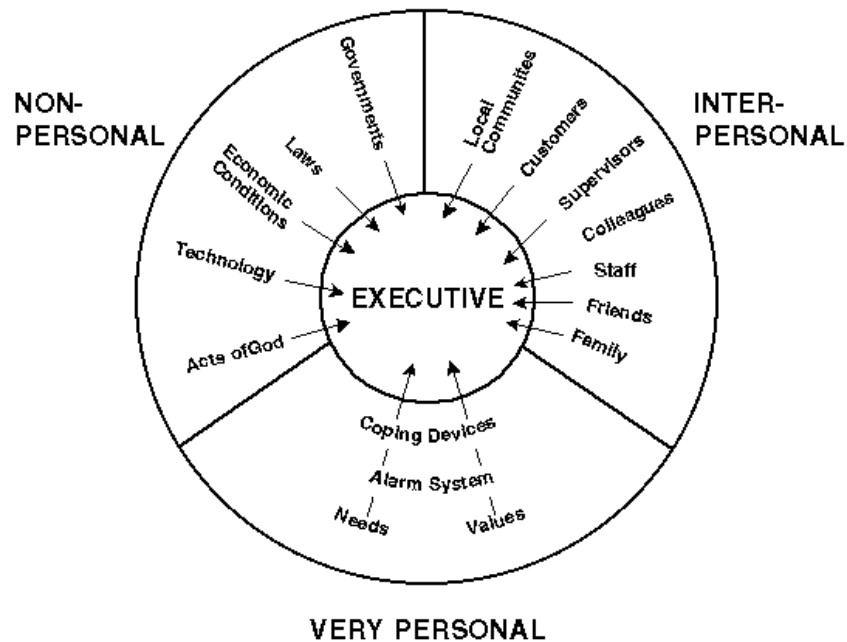 NON-
PERSONAL
INTER-
PERSONAL
Governments
Laws
Economic
Conditions
Technology
Acts ofGod
Local
Communites
Customers
Supervisors
Colleagues
Staff
Friends
Family
EXECUTIVE
Coping Devices
Alarm System
Needs
Values
VERY PERSONAL